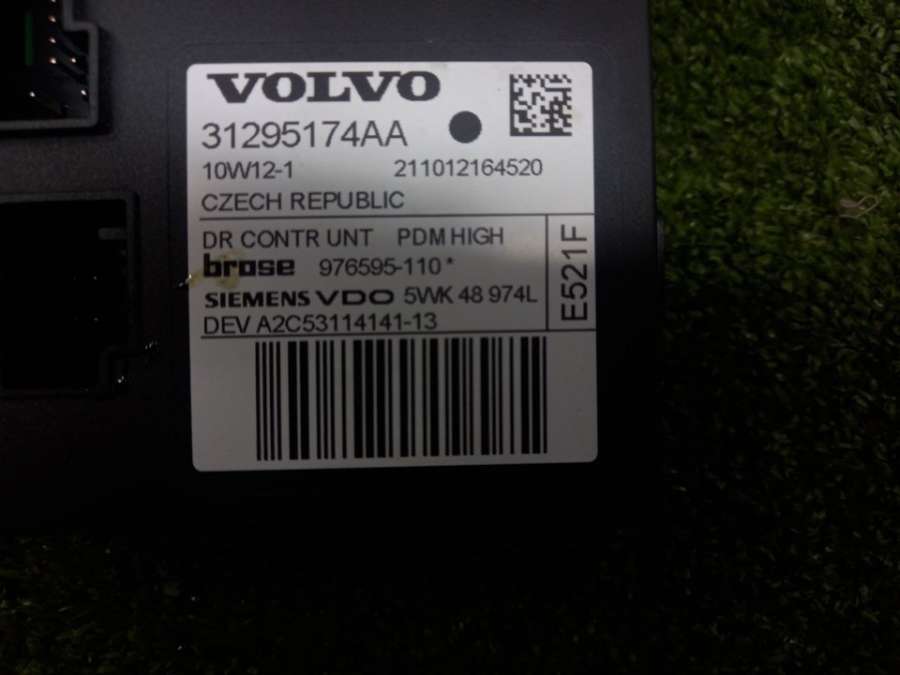 VOLVO
31295174AA
10W12-1 211012164520
CZECH REPUBLIC
DR CONTR UNT PDM HIGH
brose 976595-110*
SIEMENS VDO 5WK 48 974L
DEV A2C53114141-13
E521F